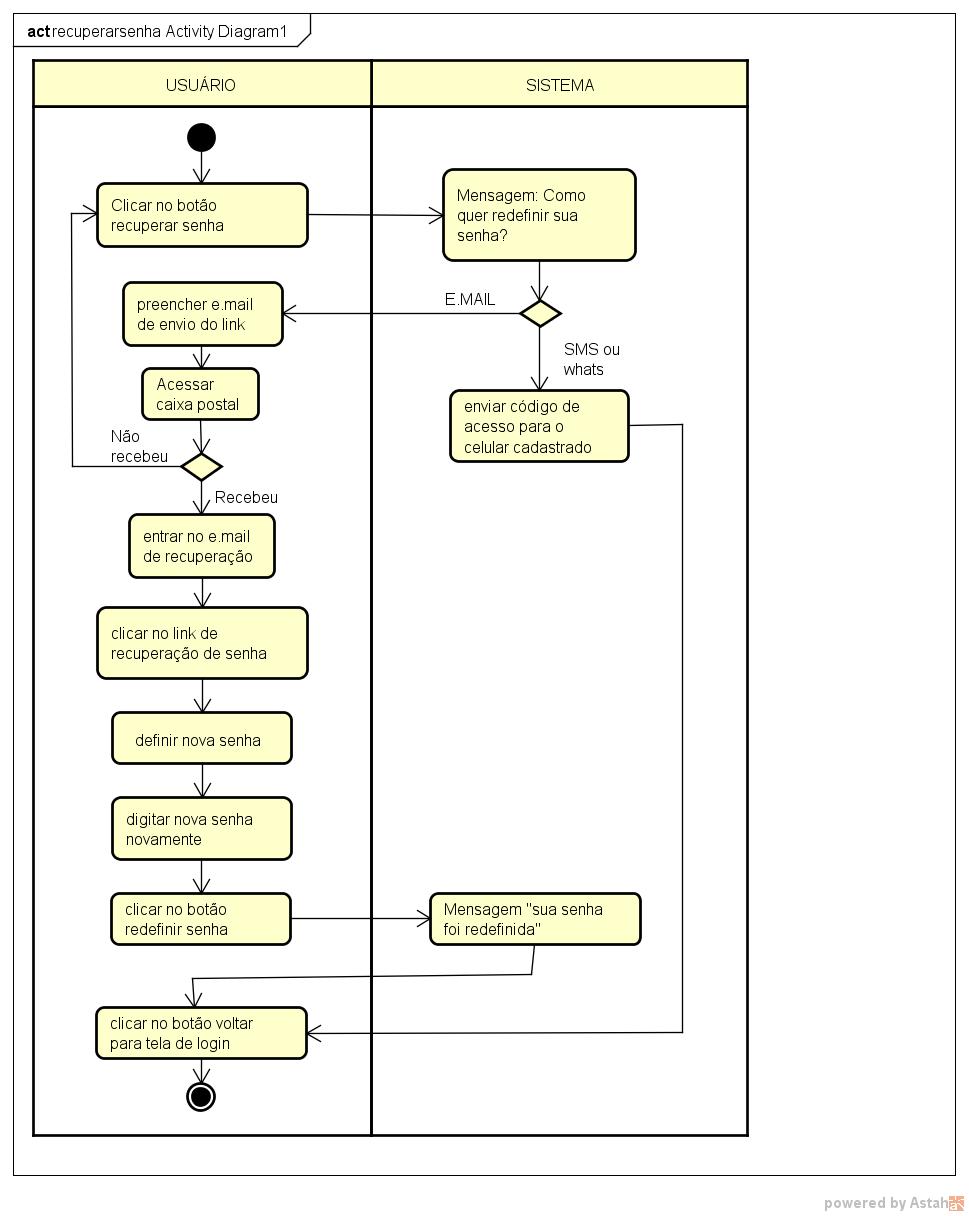 act recuperarsenha Activity Diagram1
USUÁRIO
SISTEMA
Clicar no botão
recuperar senha
Mensagem: Como
quer redefinir sua
senha?
E.MAIL
preencher e.mail
de envio do link
SMS ou
whats
Acessar
caixa postal
enviar código de
acesso para o
celular cadastrado
Não
recebeu
Recebeu
entrar no e.mail
de recuperação
clicar no link de
recuperação de senha
definir nova senha
digitar nova senha
novamente
clicar no botão
redefinir senha
Mensagem "sua senha
foi redefinida"
clicar no botão voltar
para tela de login
powered by Astah